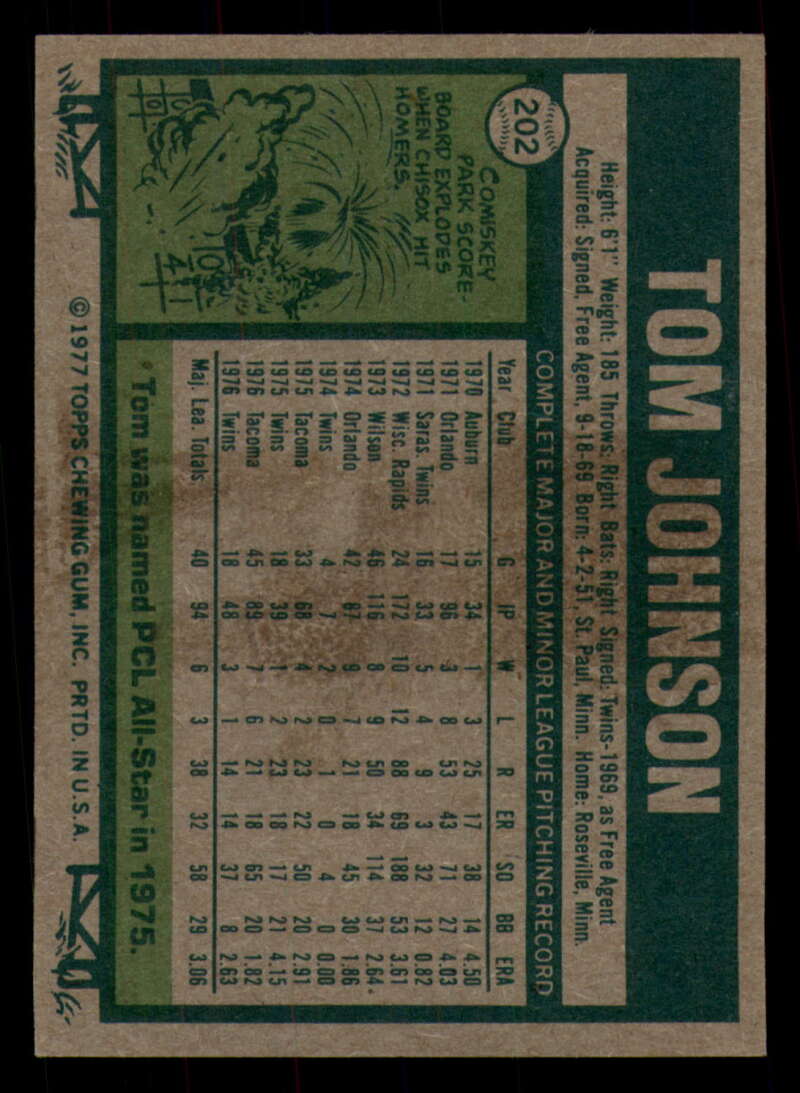 202
TOM JOHNSON
Height: 6'1" Weight: 185 Throws: Right Bats: Right Signed: Twins-1969, as Free Agent
Acquired: Signed, Free Agent, 9-18-69 Born: 4-2-51, St. Paul, Minn. Home: Roseville, Minn.
COMPLETE MAJOR AND MINOR LEAGUE PITCHING RECORD
Year Club G IP W L R ER SO BB ERA
1970 Auburn 15 34 1 3 25 17 38 14 4.50
1971 Orlando 17 96 3 8 53 43 71 27 4.03
1971 Saras. Twins 16 33 5 4 9 3 32 12 0.82
1972 Wisc. Rapids 24 172 10 12 88 69 188 53 3.61
1973 Wilson 46 116 8 9 50 34 114 37 2.64
1974 Orlando 42 87 9 7 21 18 45 30 1.86
1974 Twins 4 7 2 0 1 0 4 0 0.00
1975 Tacoma 33 68 4 2 23 22 50 20 2.91
1975 Twins 18 39 1 2 23 18 17 21 4.15
1976 Tacoma 45 89 7 6 21 18 65 20 1.82
1976 Twins 18 48 3 1 14 14 37 8 2.63
Maj. Lea. Totals 40 94 6 3 38 32 58 29 3.06
COMISKEY
PARK SCORE-
BOARD EXPLODES
WHEN CHISOX HIT
HOMERS.
Tom was named PCL All-Star in 1975.
© 1977 TOPPS CHEWING GUM, INC. PRTD. IN U.S.A.